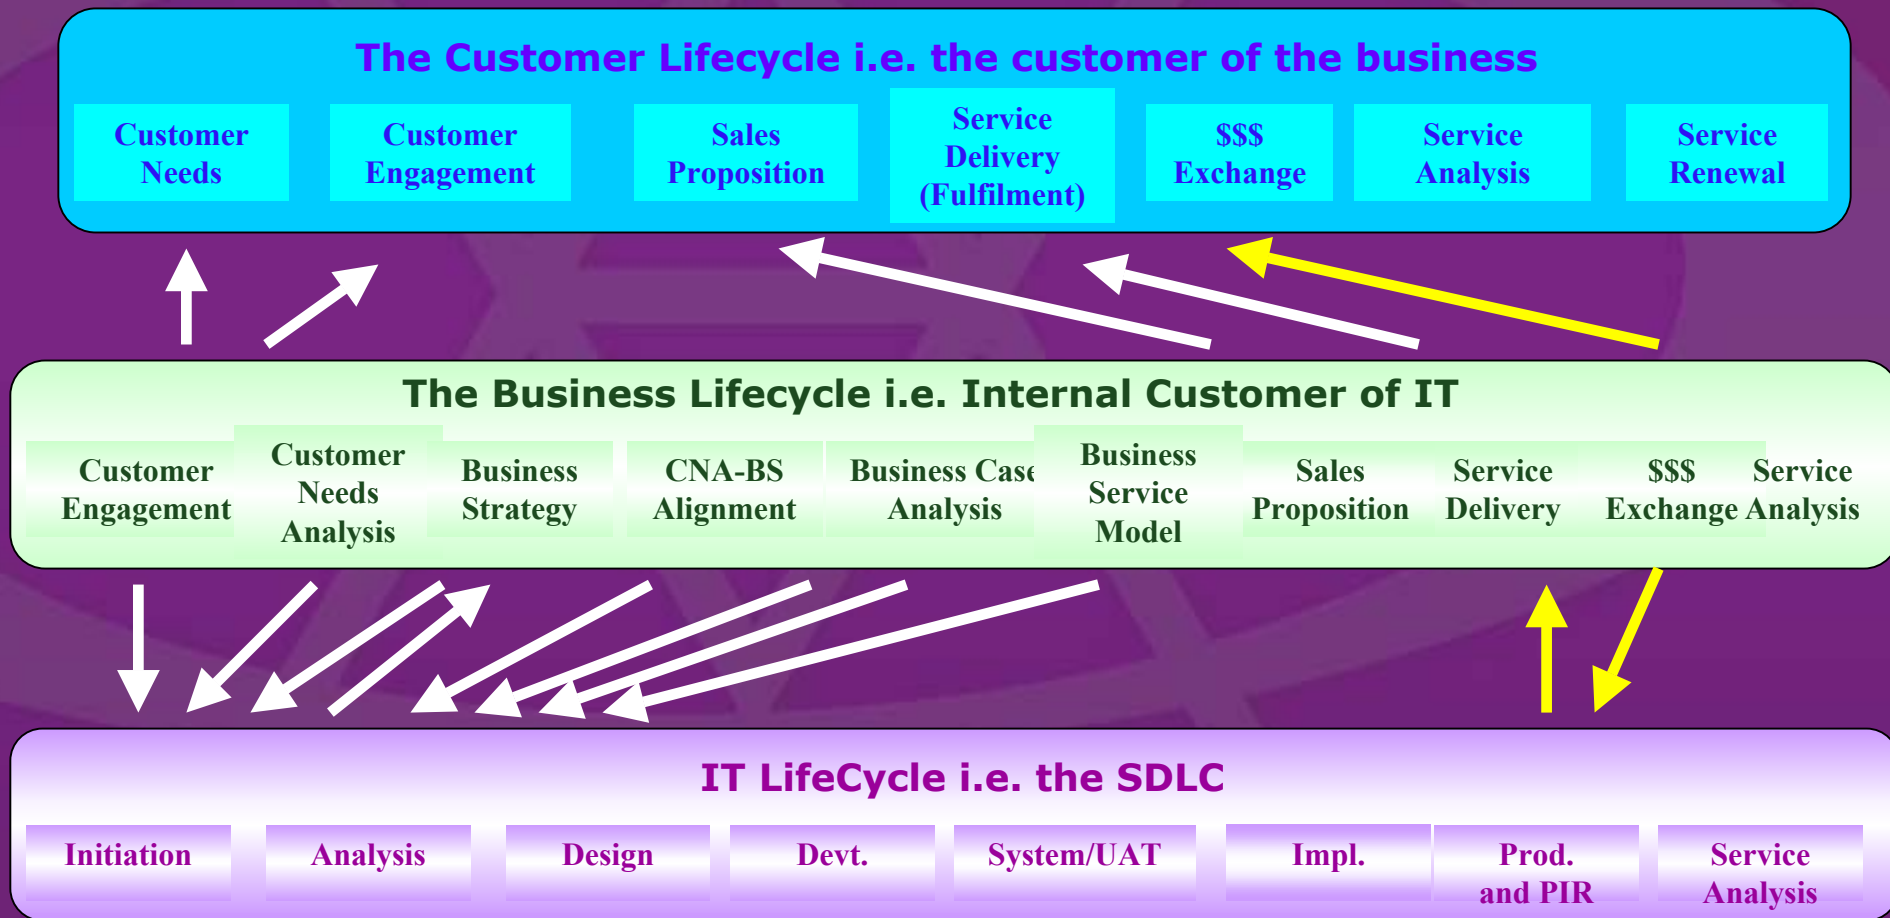 The Customer Lifecycle i.e. the customer of the business
Customer
Needs
Customer
Engagement
Sales
Proposition
Service
Delivery
(Fulfilment)
$$$
Exchange
Service
Analysis
Service
Renewal
The Business Lifecycle i.e. Internal Customer of IT
Customer
Engagement
Customer
Needs
Analysis
Business
Strategy
CNA-BS
Alignment
Business Case
Analysis
Business
Service
Model
Sales
Proposition
Service
Delivery
$$$
Exchange
Service
Analysis
IT LifeCycle i.e. the SDLC
Initiation
Analysis
Design
Devt.
System/UAT
Impl.
Prod.
and PIR
Service
Analysis